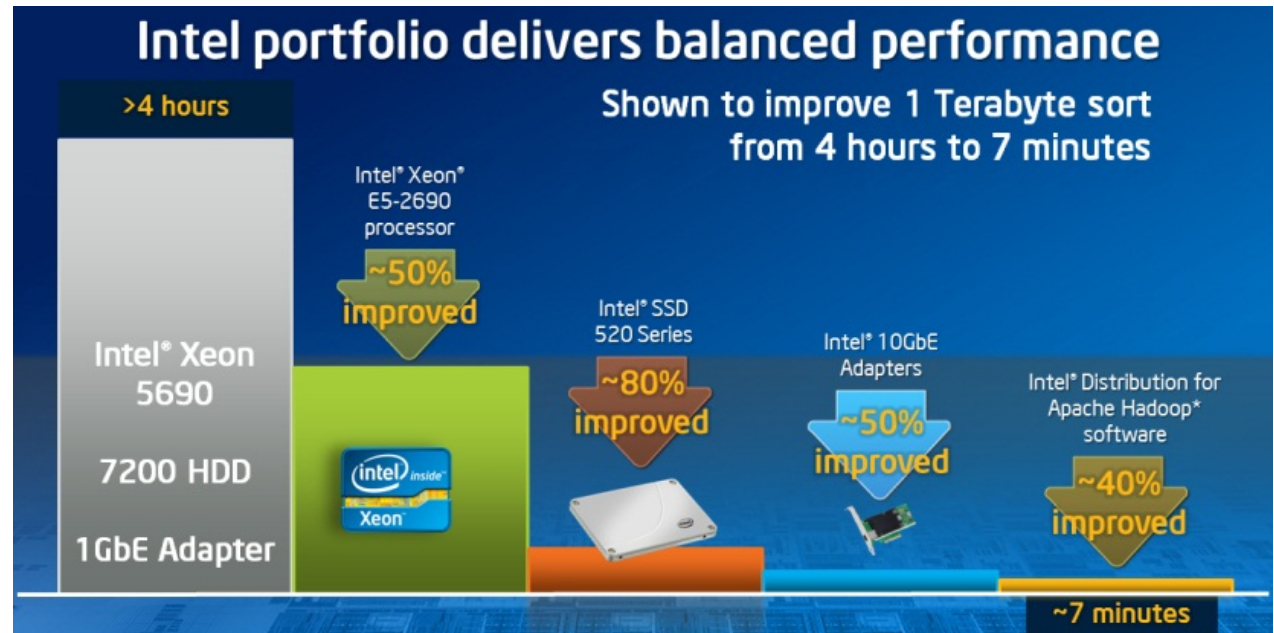 Intel portfolio delivers balanced performance
Shown to improve 1 Terabyte sort
from 4 hours to 7 minutes
>4 hours
Intel® Xeon
5690
7200 HDD
1GbE Adapter
Intel® Xeon®
E5-2690
processor
~50%
improved
intel inside™
Xeon™
Intel® SSD
520 Series
~80%
improved
Intel® 10GbE
Adapters
~50%
improved
Intel® Distribution for
Apache Hadoop*
software
~40%
improved
~7 minutes